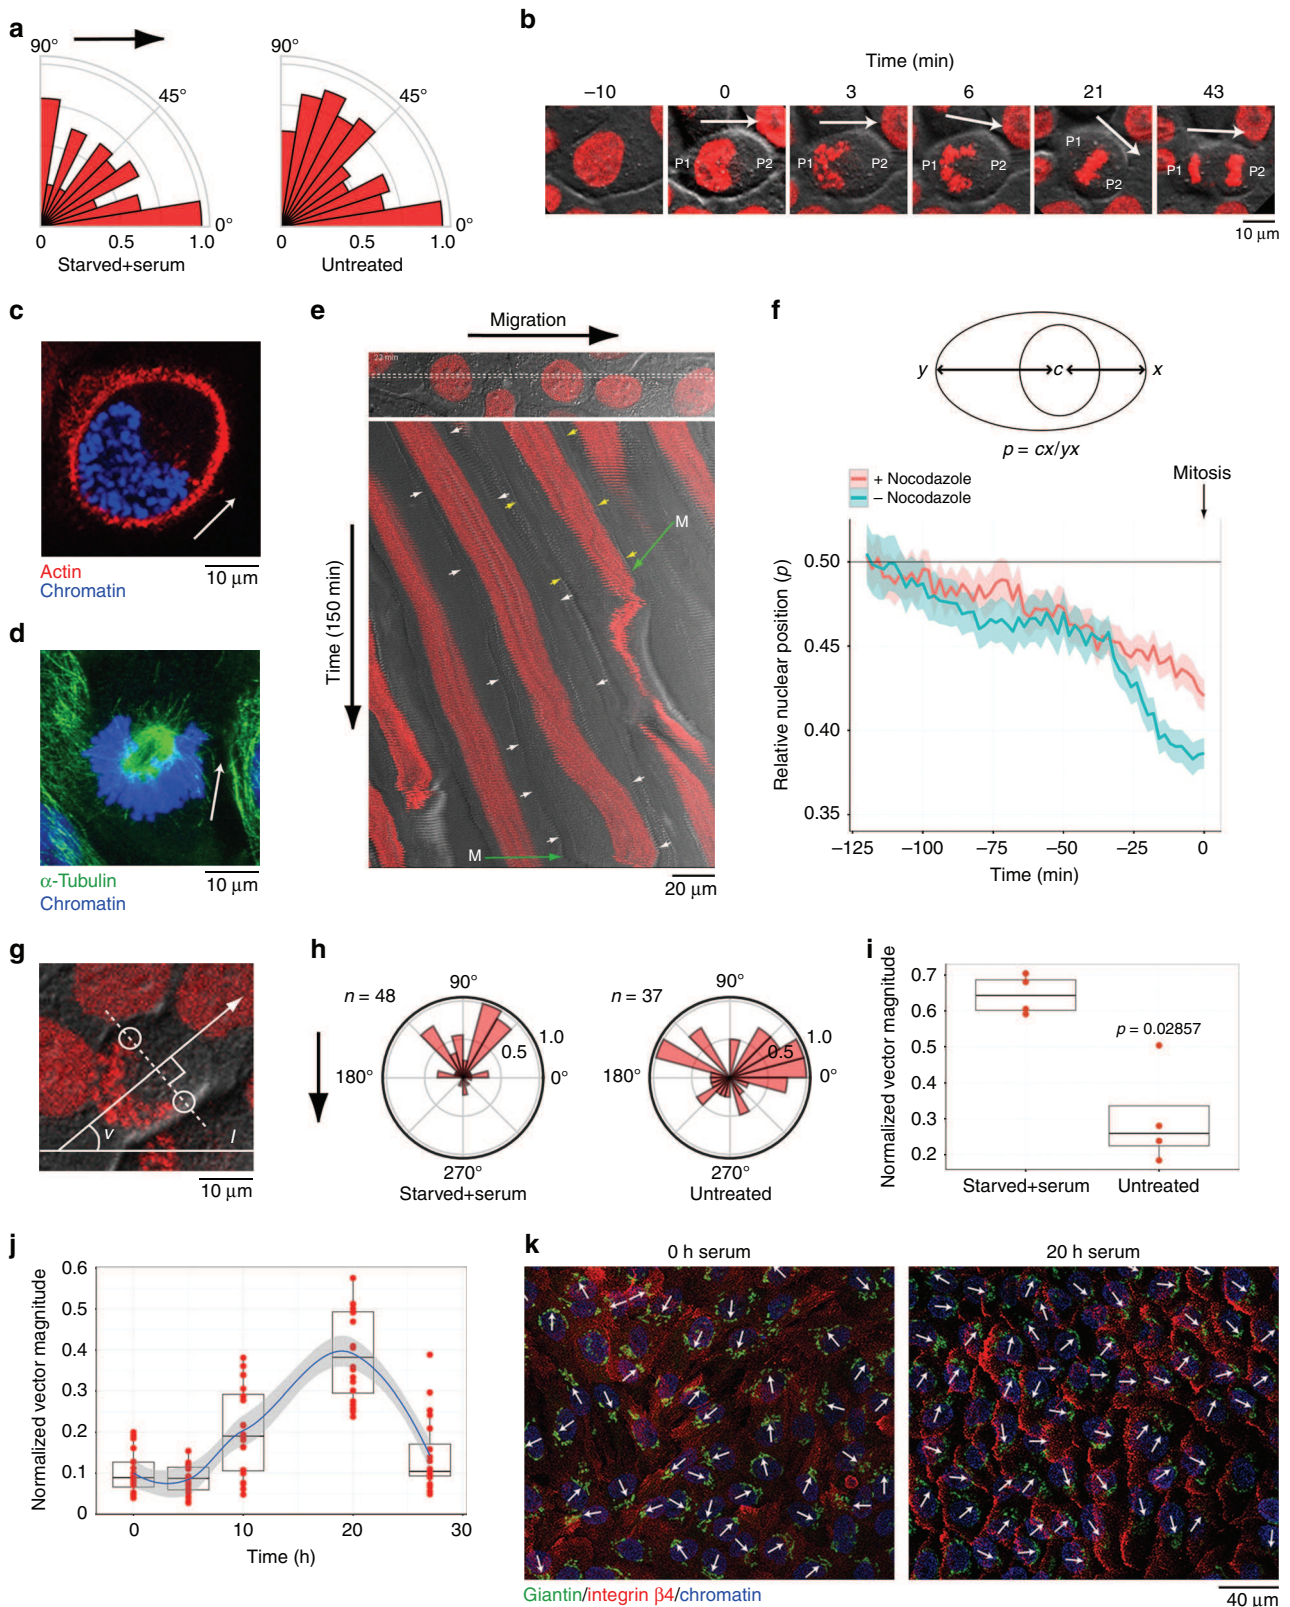 a
90°
45°
0°
0 0.5 1.0
Starved+serum
90°
45°
0°
0 0.5 1.0
Untreated
b
Time (min)
–10 0 3 6 21 43
P1 P2
P1 P2
P1 P2
P1
P2
P1 P2
10 μm
c
Actin
Chromatin
10 μm
d
α-Tubulin
Chromatin
10 μm
e
Migration
22 min
Time (150 min)
M
M
20 μm
f
y c x
p = cx/yx
+ Nocodazole
– Nocodazole
Mitosis
Relative nuclear position (p)
0.50
0.45
0.40
0.35
–125 –100 –75 –50 –25 0
Time (min)
g
v
l
10 μm
h
n = 48
90°
1.0
0.5
180°
0°
270°
Starved+serum
n = 37
90°
1.0
0.5
180°
0°
270°
Untreated
i
Normalized vector magnitude
0.7
0.6
0.5
0.4
0.3
0.2
p = 0.02857
Starved+serum Untreated
j
Normalized vector magnitude
0.6
0.5
0.4
0.3
0.2
0.1
0
0 10 20 30
Time (h)
k
0 h serum
20 h serum
Giantin/integrin β4/chromatin
40 μm